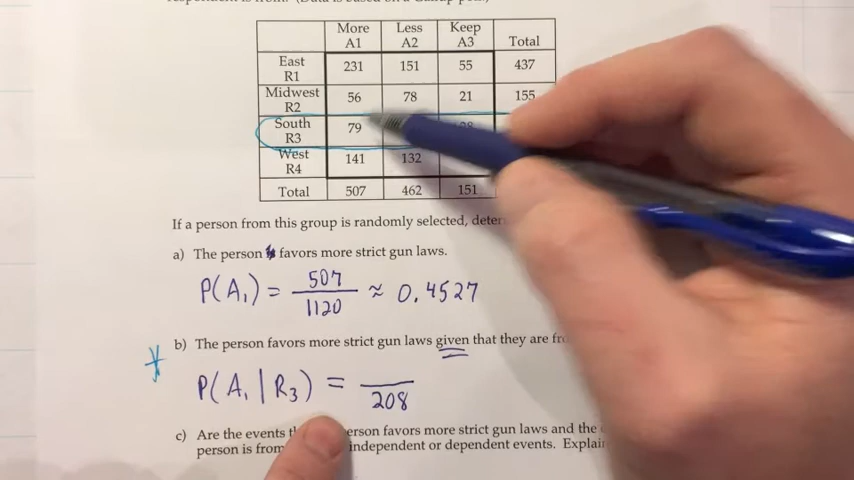 More Less Keep
A1 A2 A3 Total
East R1 231 151 55 437
Midwest R2 56 78 21 155
South R3 79
West R4 141 132
Total 507 462 151
If a person from this group is randomly selected,
a) The person favors more strict gun laws.
P(A₁) = 507/1120 ≈ 0.4527
b) The person favors more strict gun laws given that they are
P(A₁|R₃) = /208
c) Are the events erson favors more strict gun laws and the
person is from independent or dependent events. Explain